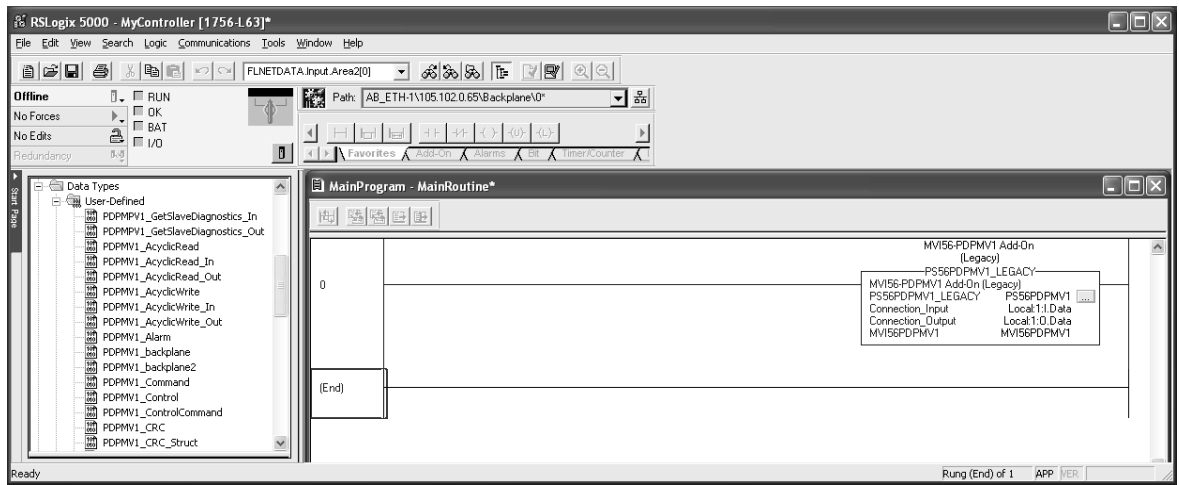 RSLogix 5000 - MyController [1756-L63]*
File Edit View Search Logic Communications Tools Window Help
FLNETDATA.Input.Area2[0]
Offline
RUN
No Forces
OK
No Edits
BAT
Redundancy
I/O
Path: AB_ETH-1\105.102.0.65\Backplane\0*
Favorites Add-On Alarms Bit Timer/Counter
Start Page
Data Types
User-Defined
PDPMPV1_GetSlaveDiagnostics_In
PDPMPV1_GetSlaveDiagnostics_Out
PDPMV1_AcyclicRead
PDPMV1_AcyclicRead_In
PDPMV1_AcyclicRead_Out
PDPMV1_AcyclicWrite
PDPMV1_AcyclicWrite_In
PDPMV1_AcyclicWrite_Out
PDPMV1_Alarm
PDPMV1_backplane
PDPMV1_backplane2
PDPMV1_Command
PDPMV1_Control
PDPMV1_ControlCommand
PDPMV1_CRC
PDPMV1_CRC_Struct
MainProgram - MainRoutine*
0
MVI56-PDPMV1 Add-On
(Legacy)
PS56PDPMV1_LEGACY
MVI56-PDPMV1 Add-On (Legacy)
PS56PDPMV1_LEGACY PS56PDPMV1 ...
Connection_Input Local:1:I.Data
Connection_Output Local:1:O.Data
MVI56PDPMV1 MVI56PDPMV1
(End)
Ready
Rung (End) of 1 APP VER